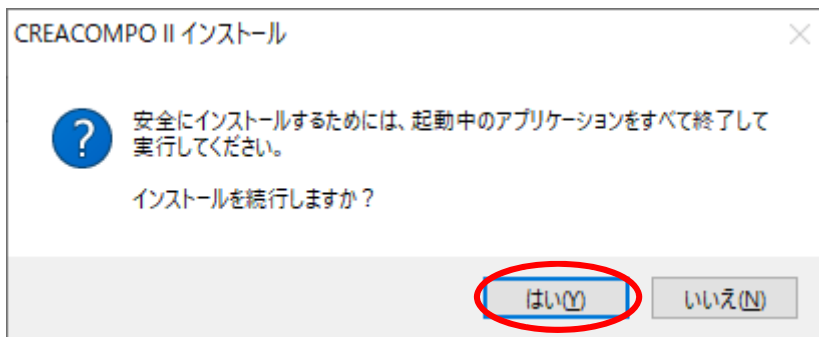 CREACOMPO II インストール
?
安全にインストールするためには、起動中のアプリケーションをすべて終了して
実行してください。
インストールを続行しますか？
はい(Y)
いいえ(N)